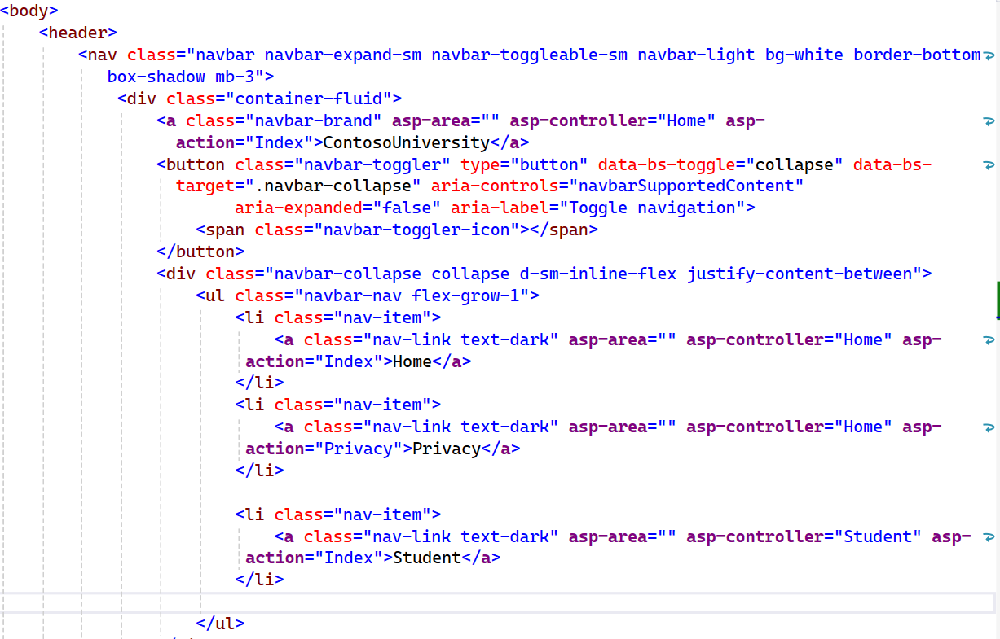 <body>
<header>
<nav class="navbar navbar-expand-sm navbar-toggleable-sm navbar-light bg-white border-bottom
box-shadow mb-3">
<div class="container-fluid">
<a class="navbar-brand" asp-area="" asp-controller="Home" asp-
action="Index">ContosoUniversity</a>
<button class="navbar-toggler" type="button" data-bs-toggle="collapse" data-bs-
target=".navbar-collapse" aria-controls="navbarSupportedContent"
aria-expanded="false" aria-label="Toggle navigation">
<span class="navbar-toggler-icon"></span>
</button>
<div class="navbar-collapse collapse d-sm-inline-flex justify-content-between">
<ul class="navbar-nav flex-grow-1">
<li class="nav-item">
<a class="nav-link text-dark" asp-area="" asp-controller="Home" asp-
action="Index">Home</a>
</li>
<li class="nav-item">
<a class="nav-link text-dark" asp-area="" asp-controller="Home" asp-
action="Privacy">Privacy</a>
</li>
<li class="nav-item">
<a class="nav-link text-dark" asp-area="" asp-controller="Student" asp-
action="Index">Student</a>
</li>
</ul>